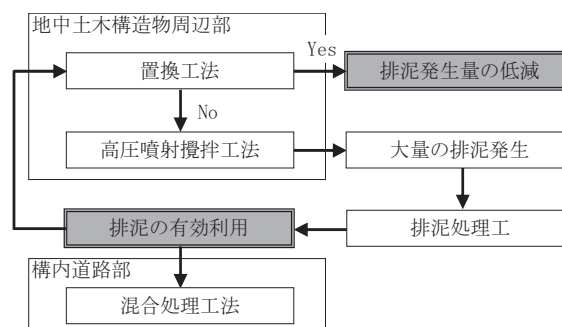 地中土木構造物周辺部
Yes
置換工法
排泥発生量の低減
No
高圧噴射攪拌工法
大量の排泥発生
排泥の有効利用
排泥処理工
構内道路部
混合処理工法